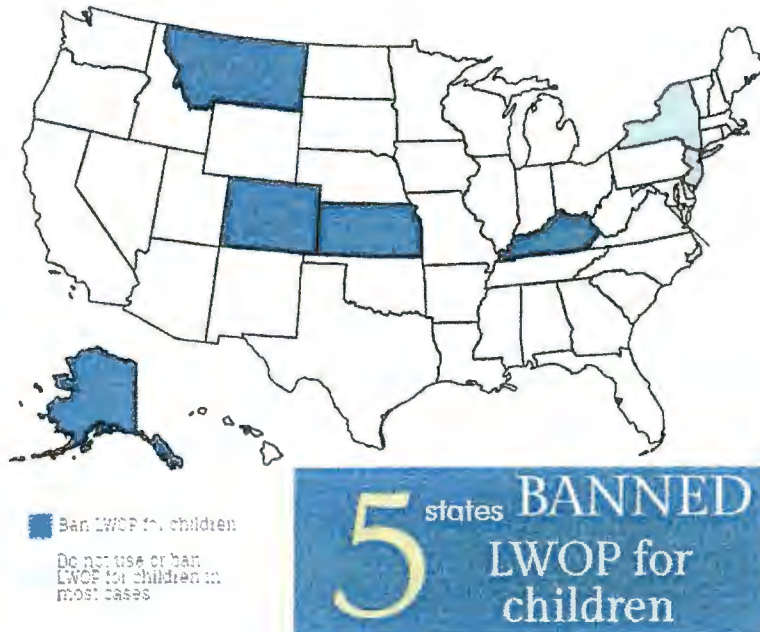 Ban LWOP for children
Do not use or ban
LWOP for children in
most cases
5 states BANNED
LWOP for
children